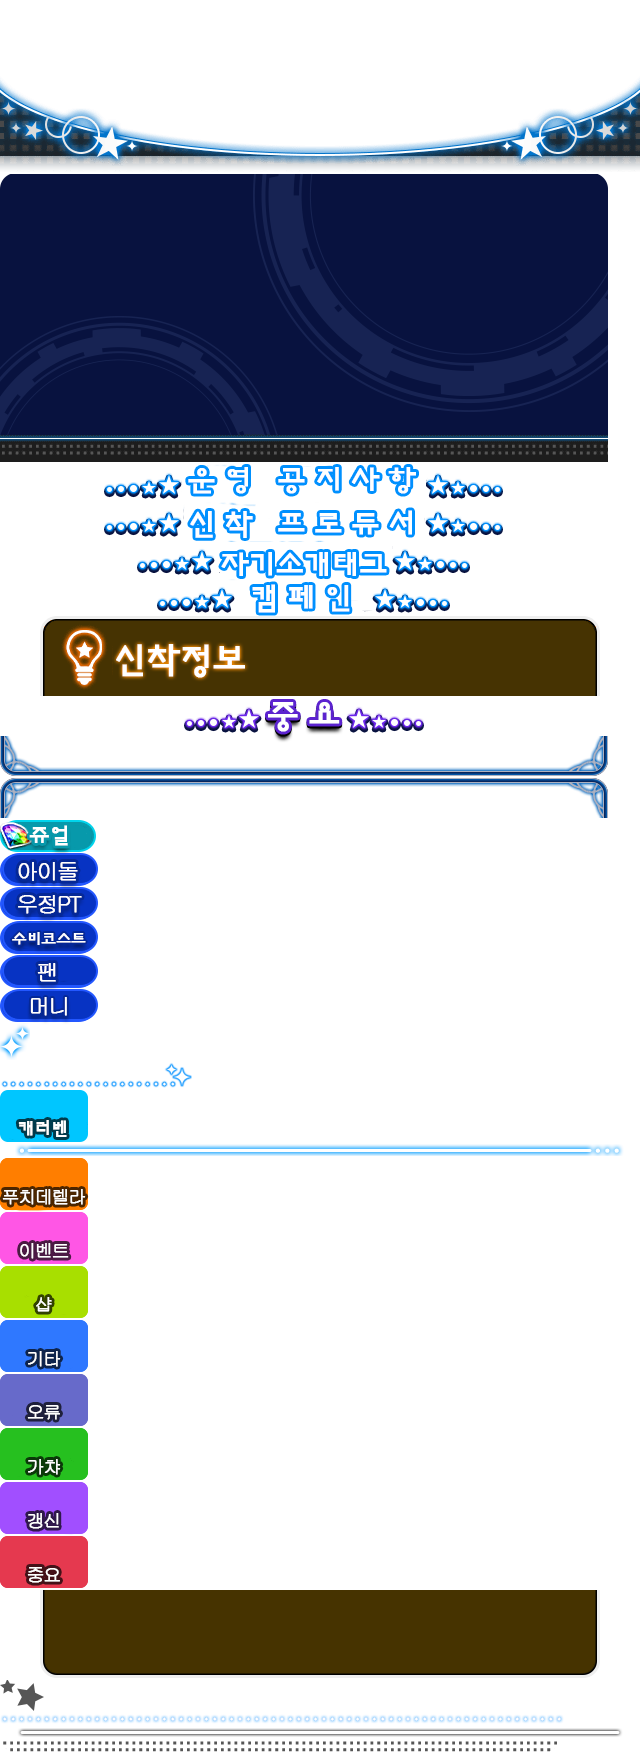 운영 공지사항
신착 프로듀서
자기소개태그
캠페인
신착정보
중요
쥬얼
아이돌
우정PT
수비코스트
팬
머니
캐러벤
푸치데렐라
이벤트
샵
기타
오류
가챠
갱신
중요